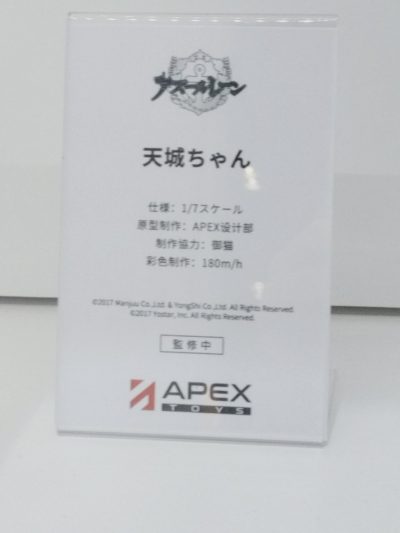 アズールレーン
天城ちゃん
仕様：1/7スケール
原型制作：APEX设计部
制作協力：御猫
彩色制作：180m/h
©2017 Manjuu Co.,Ltd. & YongShi Co.,Ltd. All Rights Reserved.
©2017 Yostar, Inc. All Rights Reserved.
監修中
APEX
TOYS